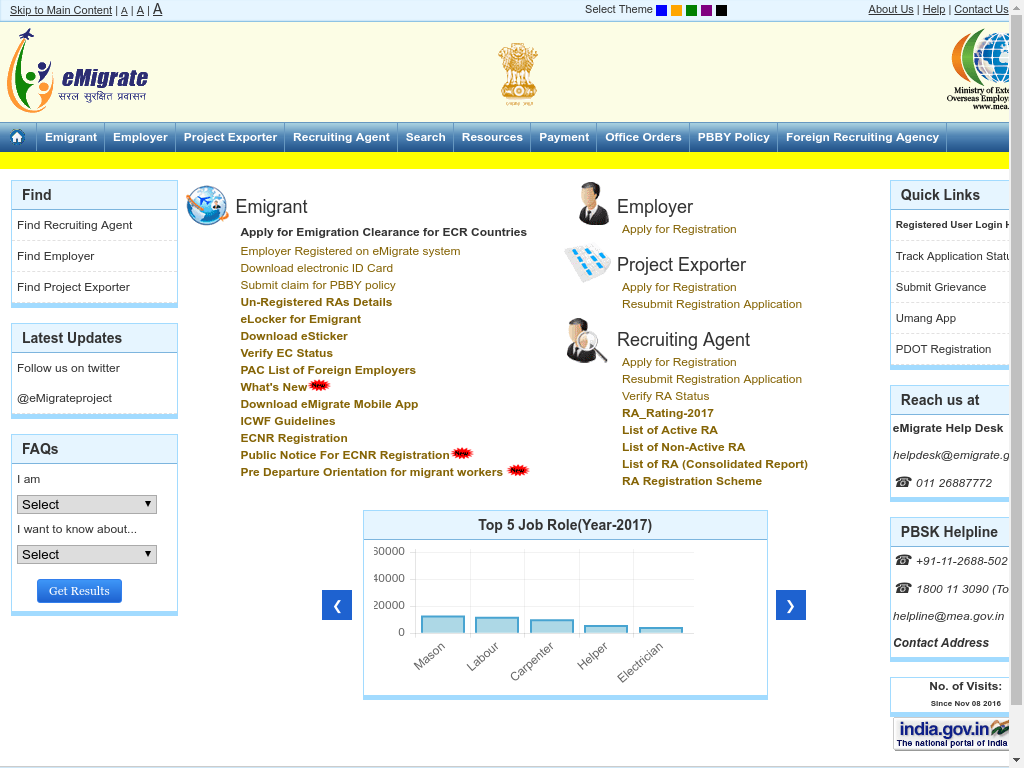 Skip to Main Content | A | A | A
Select Theme
About Us | Help | Contact Us
eMigrate
सरल सुरक्षित प्रवासन
Ministry of Exte
Overseas Employ
www.mea.
Emigrant Employer Project Exporter Recruiting Agent Search Resources Payment Office Orders PBBY Policy Foreign Recruiting Agency
Find
Find Recruiting Agent
Find Employer
Find Project Exporter
Latest Updates
Follow us on twitter
@eMigrateproject
FAQs
I am
Select
I want to know about...
Select
Get Results
Emigrant
Apply for Emigration Clearance for ECR Countries
Employer Registered on eMigrate system
Download electronic ID Card
Submit claim for PBBY policy
Un-Registered RAs Details
eLocker for Emigrant
Download eSticker
Verify EC Status
PAC List of Foreign Employers
What's New
Download eMigrate Mobile App
ICWF Guidelines
ECNR Registration
Public Notice For ECNR Registration
Pre Departure Orientation for migrant workers
Employer
Apply for Registration
Project Exporter
Apply for Registration
Resubmit Registration Application
Recruiting Agent
Apply for Registration
Resubmit Registration Application
Verify RA Status
RA_Rating-2017
List of Active RA
List of Non-Active RA
List of RA (Consolidated Report)
RA Registration Scheme
Top 5 Job Role(Year-2017)
60000
40000
20000
0
Mason
Labour
Carpenter
Helper
Electrician
❮
❯
Quick Links
Registered User Login H
Track Application Statu
Submit Grievance
Umang App
PDOT Registration
Reach us at
eMigrate Help Desk
helpdesk@emigrate.g
☎ 011 26887772
PBSK Helpline
☎ +91-11-2688-502
☎ 1800 11 3090 (To
helpline@mea.gov.in
Contact Address
No. of Visits:
Since Nov 08 2016
india.gov.in
The national portal of India